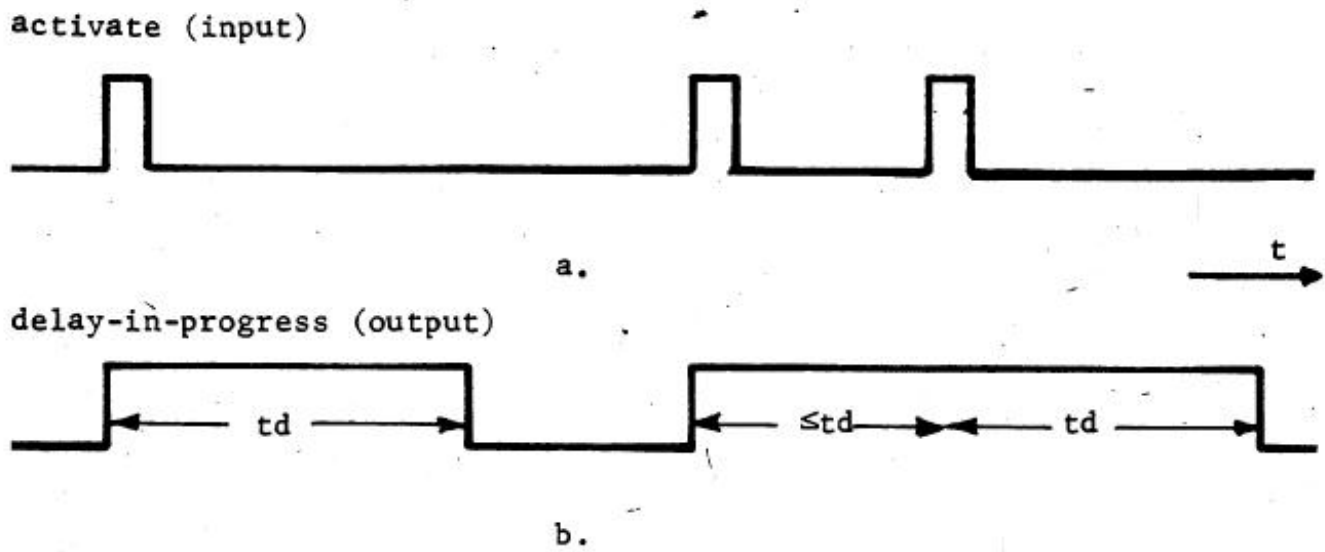 activate (input)
a.
t
delay-in-progress (output)
td
≤td
td
b.